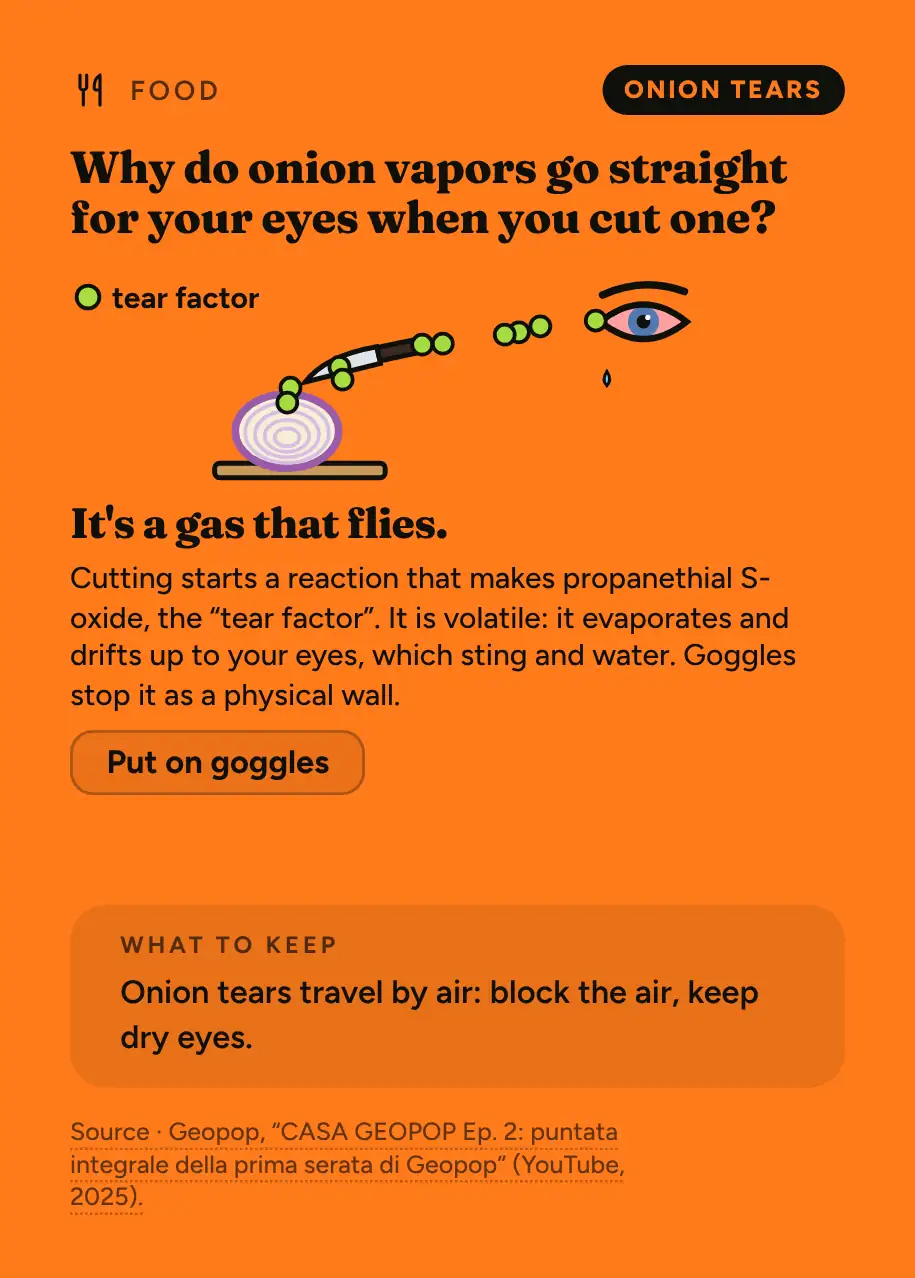 FOOD
ONION TEARS
Why do onion vapors go straight
for your eyes when you cut one?
tear factor
It's a gas that flies.
Cutting starts a reaction that makes propanethial S-
oxide, the “tear factor”. It is volatile: it evaporates and
drifts up to your eyes, which sting and water. Goggles
stop it as a physical wall.
Put on goggles
WHAT TO KEEP
Onion tears travel by air: block the air, keep
dry eyes.
Source · Geopop, “CASA GEOPOP Ep. 2: puntata
integrale della prima serata di Geopop” (YouTube,
2025).